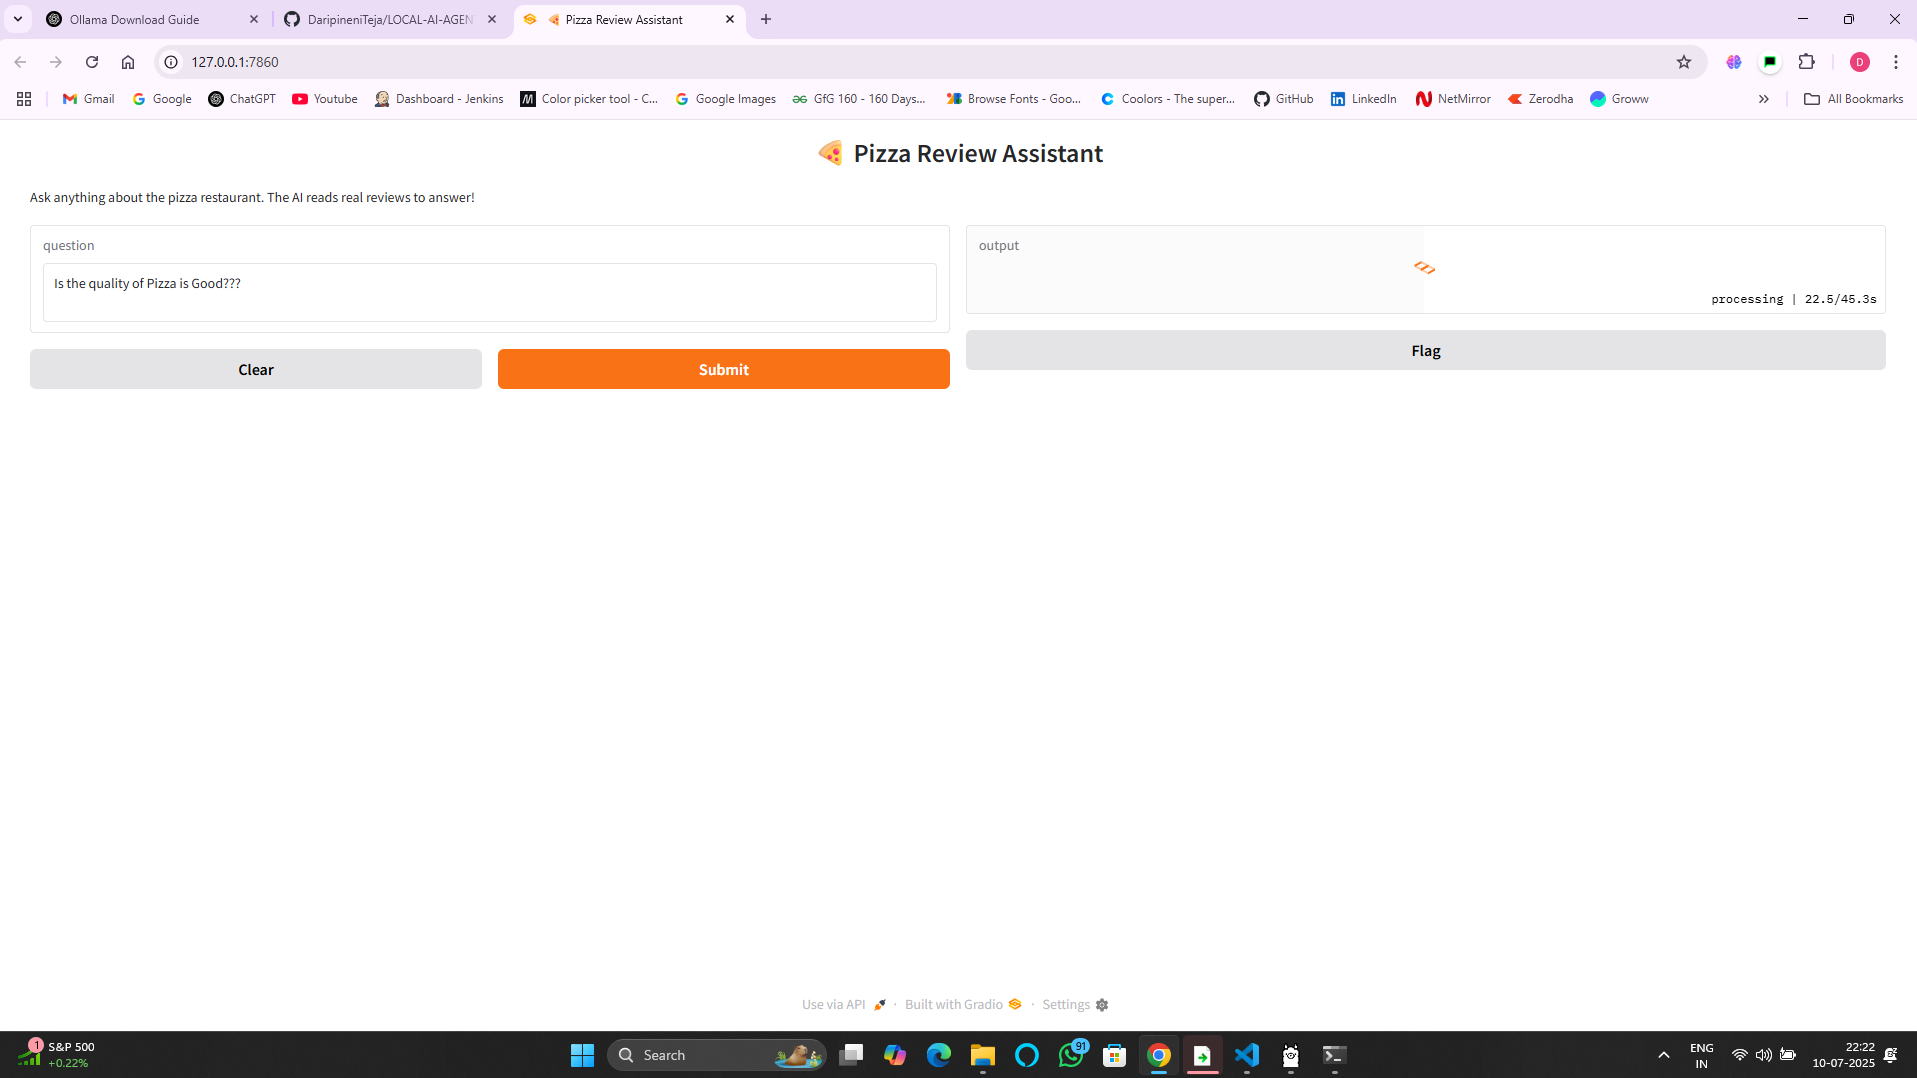 Ollama Download Guide
DaripineniTeja/LOCAL-AI-AGEN
Pizza Review Assistant
127.0.0.1:7860
D
Gmail
Google
ChatGPT
Youtube
Dashboard - Jenkins
Color picker tool - C...
Google Images
GfG 160 - 160 Days...
Browse Fonts - Goo...
Coolors - The super...
GitHub
LinkedIn
NetMirror
Zerodha
Groww
All Bookmarks
Pizza Review Assistant
Ask anything about the pizza restaurant. The AI reads real reviews to answer!
question
Is the quality of Pizza is Good???
Clear
Submit
output
processing | 22.5/45.3s
Flag
Use via API · Built with Gradio · Settings
1
S&P 500
+0.22%
Search
91
ENG
IN
22:22
10-07-2025